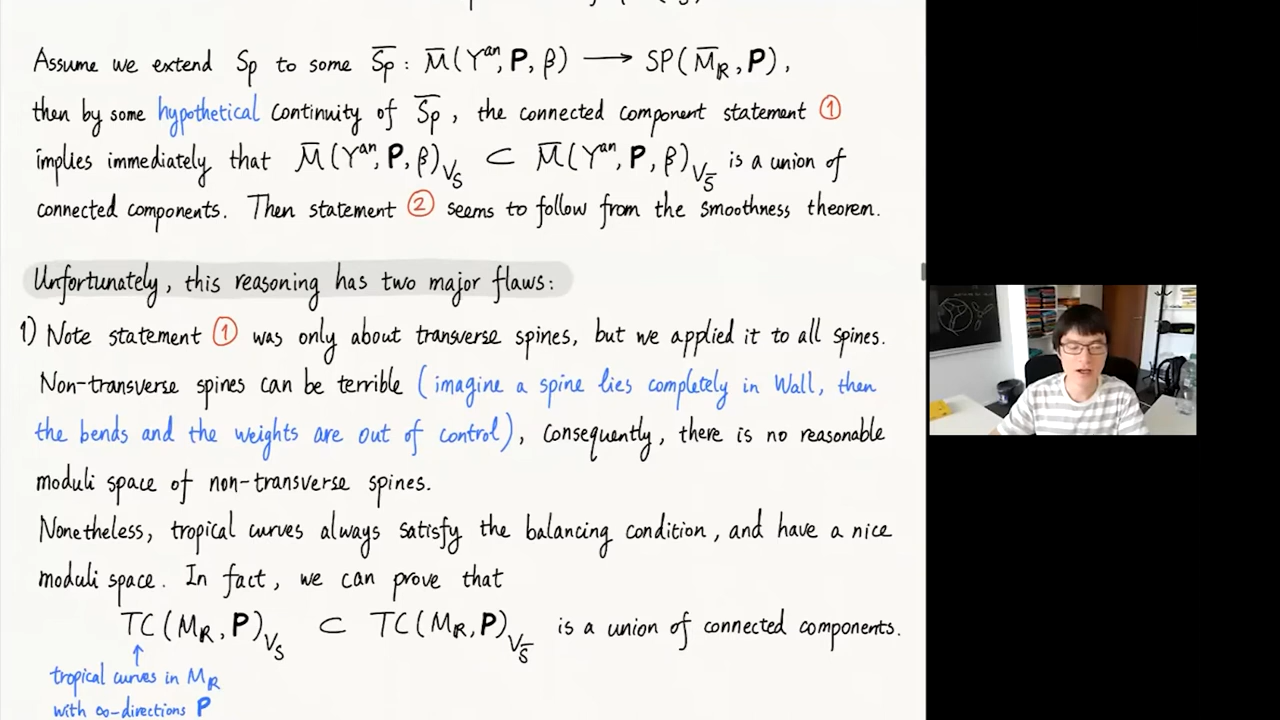 Assume we extend Sp to some S̅p̅ : M̅(Yᵃⁿ, P, β) ⟶ SP(M̅_ℝ, P),
then by some hypothetical continuity of S̅p̅, the connected component statement ①
implies immediately that M̅(Yᵃⁿ, P, β)_{V_S} ⊂ M̅(Yᵃⁿ, P, β)_{V_S̅} is a union of
connected components. Then statement ② seems to follow from the smoothness theorem.
Unfortunately, this reasoning has two major flaws:
1) Note statement ① was only about transverse spines, but we applied it to all spines.
Non-transverse spines can be terrible (imagine a spine lies completely in Wall, then
the bends and the weights are out of control), Consequently, there is no reasonable
moduli space of non-transverse spines.
Nonetheless, tropical curves always satisfy the balancing condition, and have a nice
moduli space. In fact, we can prove that
TC(M_ℝ, P)_{V_S} ⊂ TC(M_ℝ, P)_{V_S̅} is a union of connected components.
↑
tropical curves in M_ℝ
with ∞-directions P